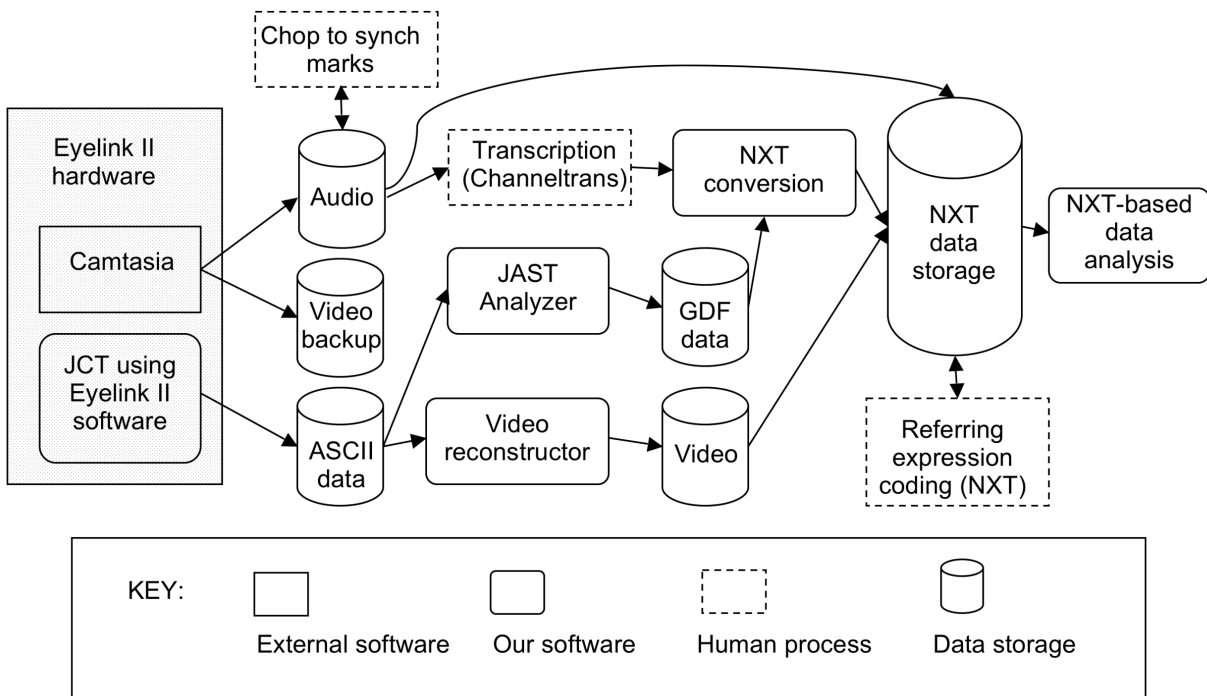 Chop to synch
marks
Eyelink II
hardware
Camtasia
JCT using
Eyelink II
software
Audio
Video
backup
ASCII
data
Transcription
(Channeltrans)
JAST
Analyzer
Video
reconstructor
NXT
conversion
GDF
data
Video
NXT
data
storage
NXT-based
data
analysis
Referring
expression
coding (NXT)
KEY:
External software
Our software
Human process
Data storage